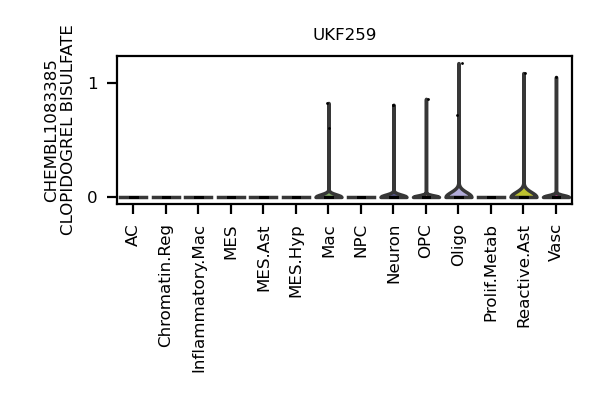 UKF259
CHEMBL1083385
CLOPIDOGREL BISULFATE
1
0
AC
Chromatin.Reg
Inflammatory.Mac
MES
MES.Ast
MES.Hyp
Mac
NPC
Neuron
OPC
Oligo
Prolif.Metab
Reactive.Ast
Vasc